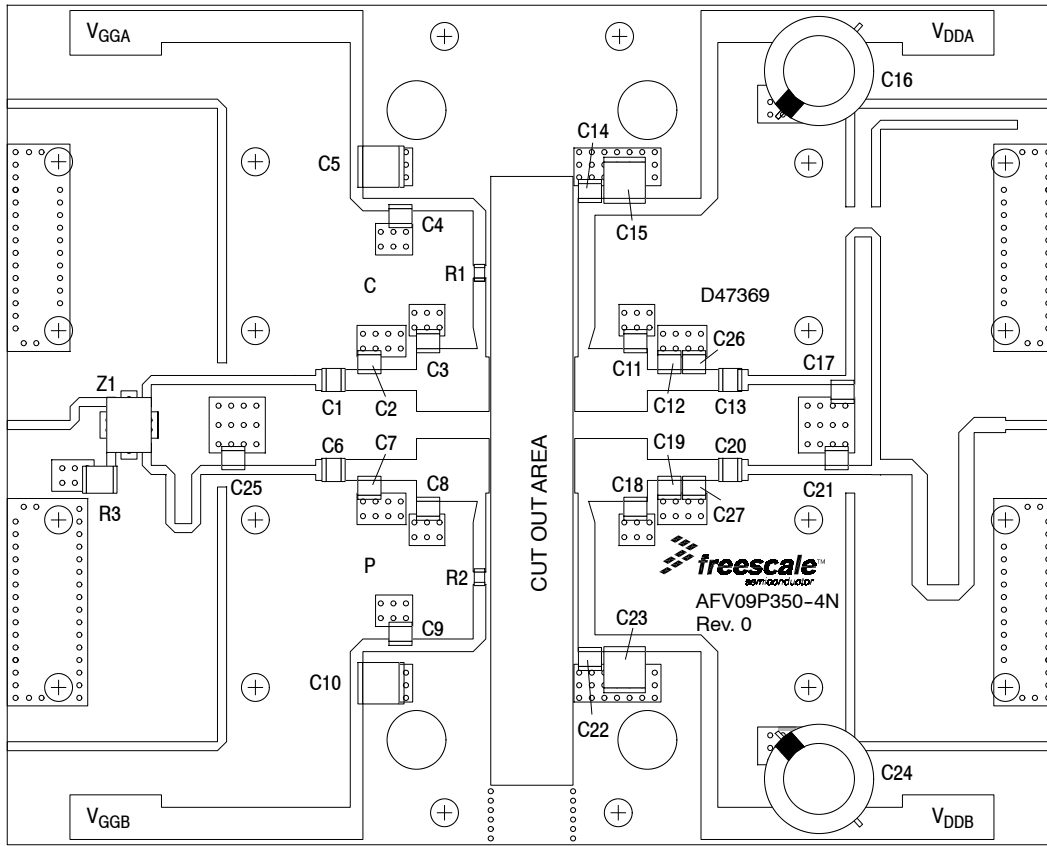 VGGA
VDDA
C16
C5
C14
C4
C15
R1
C
D47369
C3
C11
C26
C17
Z1
C1
C2
C12
C13
C6
C7
C19
C20
C25
C8
C18
C27
C21
R3
CUT OUT AREA
P
R2
freescale™
semiconductor
AFV09P350-4N
Rev. 0
C9
C23
C10
C22
C24
VGGB
VDDB